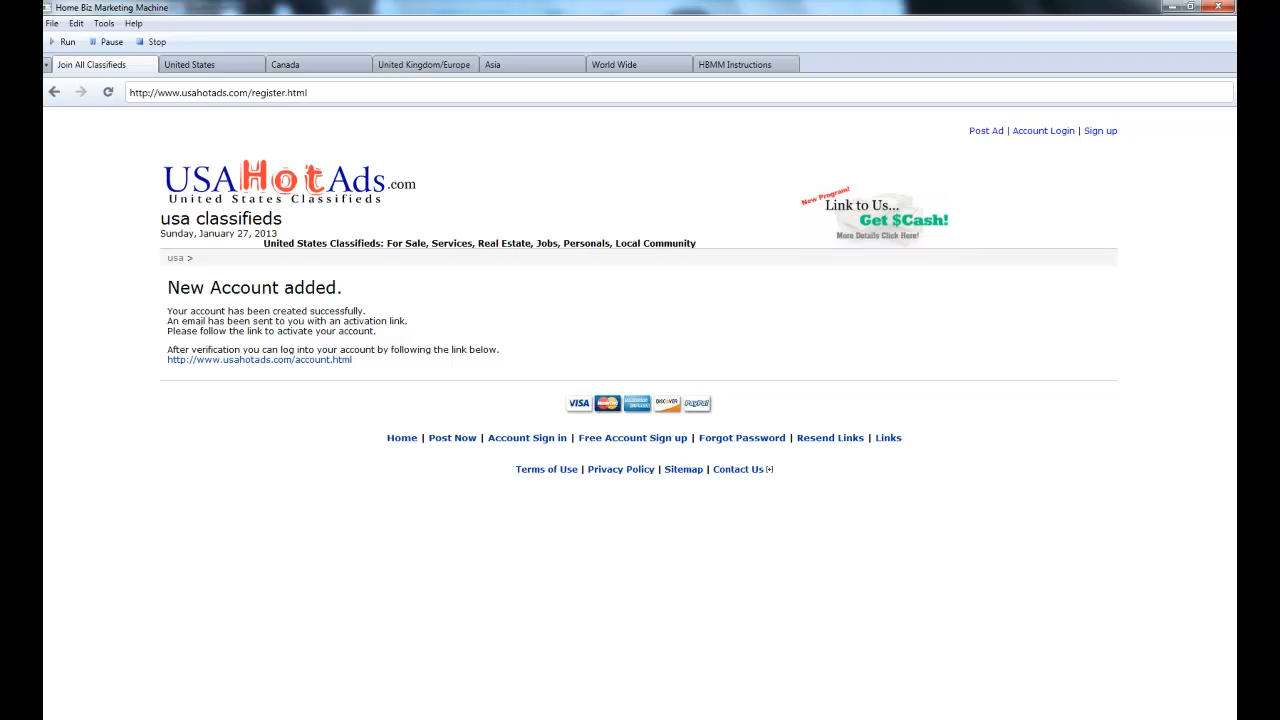 Home Biz Marketing Machine
File Edit Tools Help
Run Pause Stop
Join All Classifieds United States Canada United Kingdom/Europe Asia World Wide HBMM Instructions
http://www.usahotads.com/register.html
Post Ad | Account Login | Sign up
USAHotAds.com
United States Classifieds
New Program!
Link to Us...
Get $Cash!
More Details Click Here!
usa classifieds
Sunday, January 27, 2013
United States Classifieds: For Sale, Services, Real Estate, Jobs, Personals, Local Community
usa >
New Account added.
Your account has been created successfully.
An email has been sent to you with an activation link.
Please follow the link to activate your account.
After verification you can log into your account by following the link below.
http://www.usahotads.com/account.html
VISA MasterCard AMERICAN EXPRESS DISCOVER PayPal
Home | Post Now | Account Sign in | Free Account Sign up | Forgot Password | Resend Links | Links
Terms of Use | Privacy Policy | Sitemap | Contact Us [+]